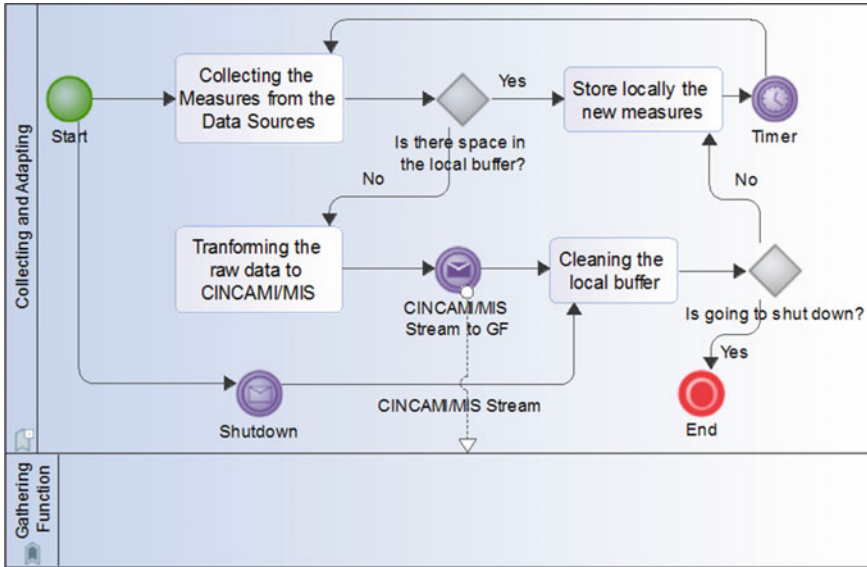 Collecting and Adapting
Start
Collecting the
Measures from the
Data Sources
Is there space in
the local buffer?
Yes
No
Store locally the
new measures
Timer
Tranforming the
raw data to
CINCAMI/MIS
CINCAMI/MIS
Stream to GF
Cleaning the
local buffer
No
Is going to shut down?
Yes
End
Shutdown
CINCAMI/MIS Stream
Gathering
Function